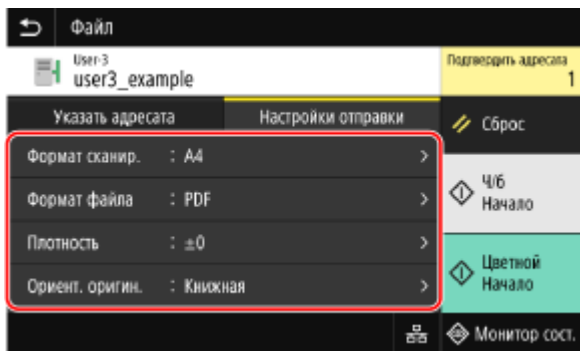 Файл
User-3
user3_example
Подтвердить адресата
1
Указать адресата
Настройки отправки
Формат сканир. : A4
Формат файла : PDF
Плотность : ±0
Ориент. оригин. : Книжная
Сброс
Ч/б
Начало
Цветной
Начало
Монитор сост.